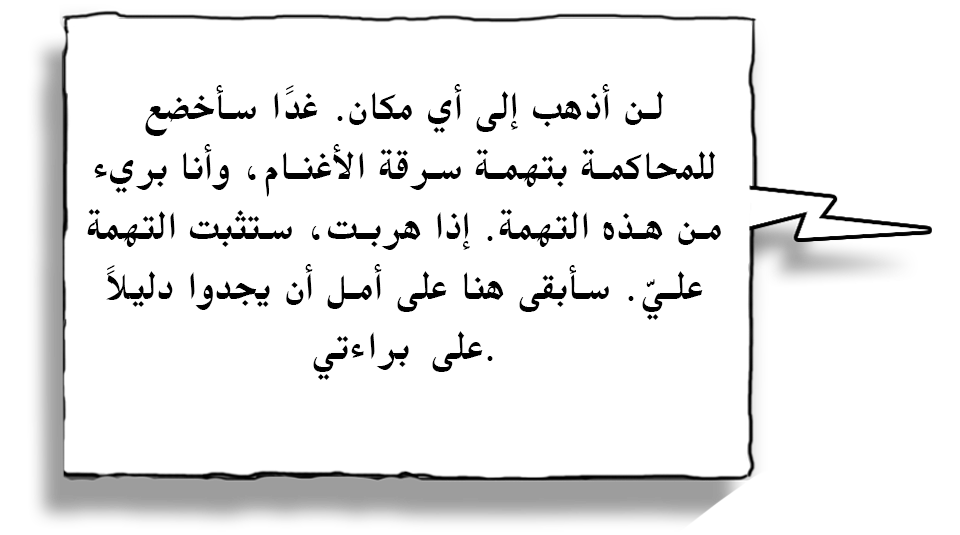 لن أذهب إلى أي مكان. غدًا سأخضع
للمحاكمة بتهمة سرقة الأغنام، وأنا بريء
من هذه التهمة. إذا هربت، ستثبت التهمة
عليّ. سأبقى هنا على أمل أن يجدوا دليلاً
.على براءتي